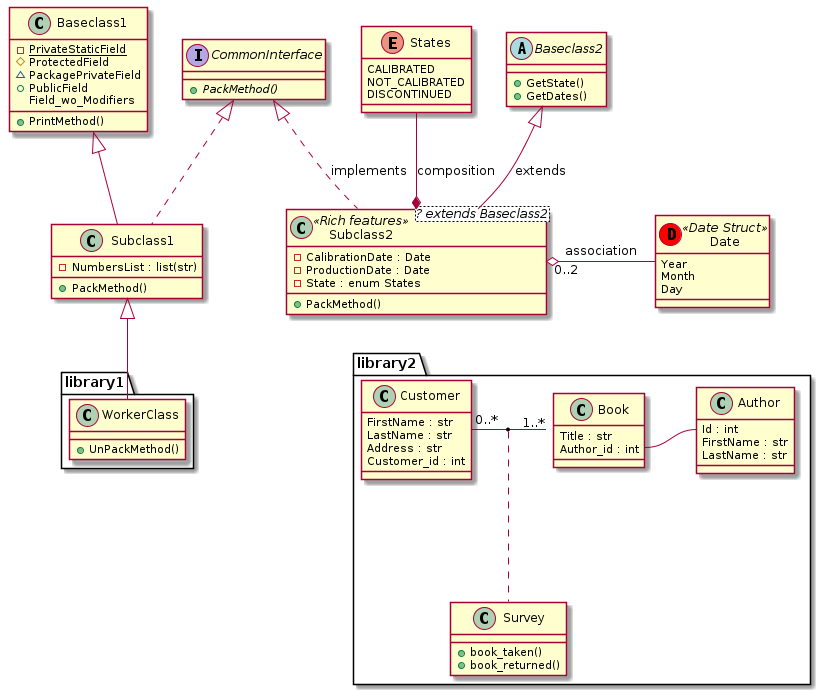 C Baseclass1
PrivateStaticField
ProtectedField
PackagePrivateField
PublicField
Field_wo_Modifiers
PrintMethod()
I CommonInterface
PackMethod()
E States
CALIBRATED
NOT_CALIBRATED
DISCONTINUED
A Baseclass2
GetState()
GetDates()
implements
composition
extends
C Subclass1
NumbersList : list(str)
PackMethod()
C «Rich features»
Subclass2
? extends Baseclass2
CalibrationDate : Date
ProductionDate : Date
State : enum States
PackMethod()
association
0..2
D «Date Struct»
Date
Year
Month
Day
library1
C WorkerClass
UnPackMethod()
library2
C Customer
FirstName : str
LastName : str
Address : str
Customer_id : int
0..*
1..*
C Book
Title : str
Author_id : int
C Author
Id : int
FirstName : str
LastName : str
C Survey
book_taken()
book_returned()